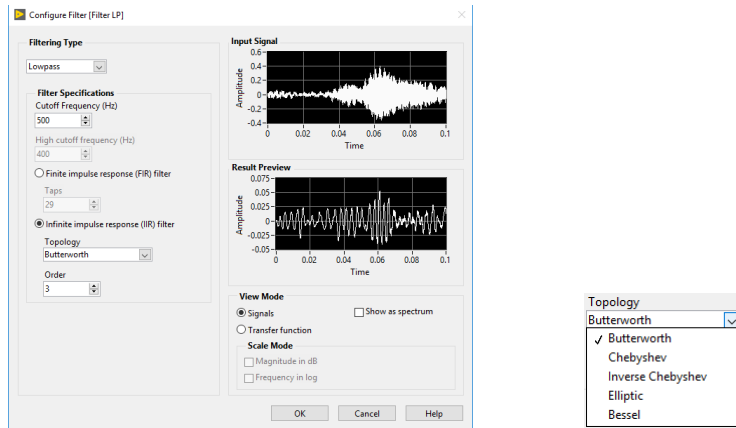 Configure Filter [Filter LP]
Filtering Type
Lowpass
Filter Specifications
Cutoff Frequency (Hz)
500
High cutoff frequency (Hz)
400
Finite impulse response (FIR) filter
Taps
29
Infinite impulse response (IIR) filter
Topology
Butterworth
Order
3
Input Signal
Amplitude
0.6
0.4
0.2
0
-0.2
-0.4
0 0.02 0.04 0.06 0.08 0.1
Time
Result Preview
Amplitude
0.075
0.05
0.025
0
-0.025
-0.05
0 0.02 0.04 0.06 0.08 0.1
Time
View Mode
Signals Show as spectrum
Transfer function
Scale Mode
Magnitude in dB
Frequency in log
OK Cancel Help
Topology
Butterworth
✓ Butterworth
Chebyshev
Inverse Chebyshev
Elliptic
Bessel